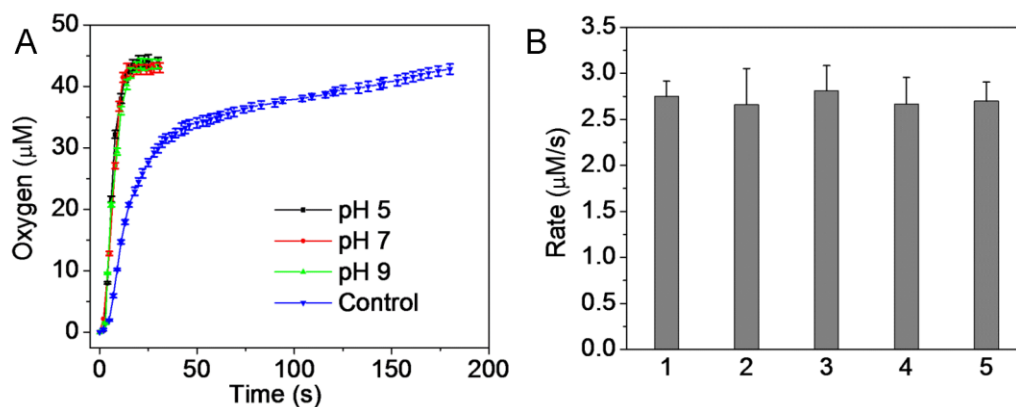 A
50
40
30
20
10
0
Oxygen (μM)
pH 5
pH 7
pH 9
Control
0 50 100 150 200
Time (s)
B
3.5
3.0
2.5
2.0
1.5
1.0
0.5
0.0
Rate (μM/s)
1 2 3 4 5